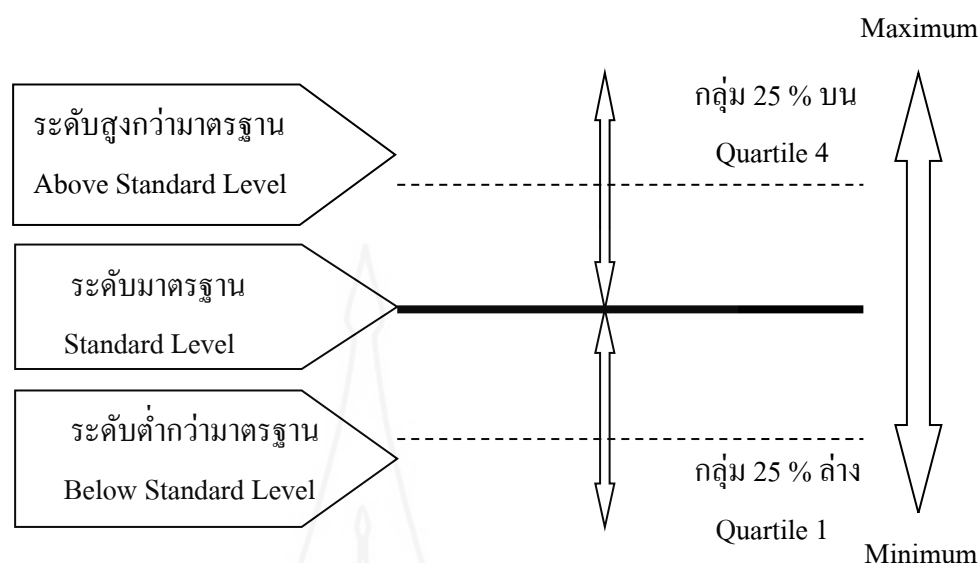 Maximum
กลุ่ม 25 % บน
Quartile 4
ระดับสูงกว่ามาตรฐาน
Above Standard Level
ระดับมาตรฐาน
Standard Level
ระดับต่ำกว่ามาตรฐาน
Below Standard Level
กลุ่ม 25 % ล่าง
Quartile 1
Minimum